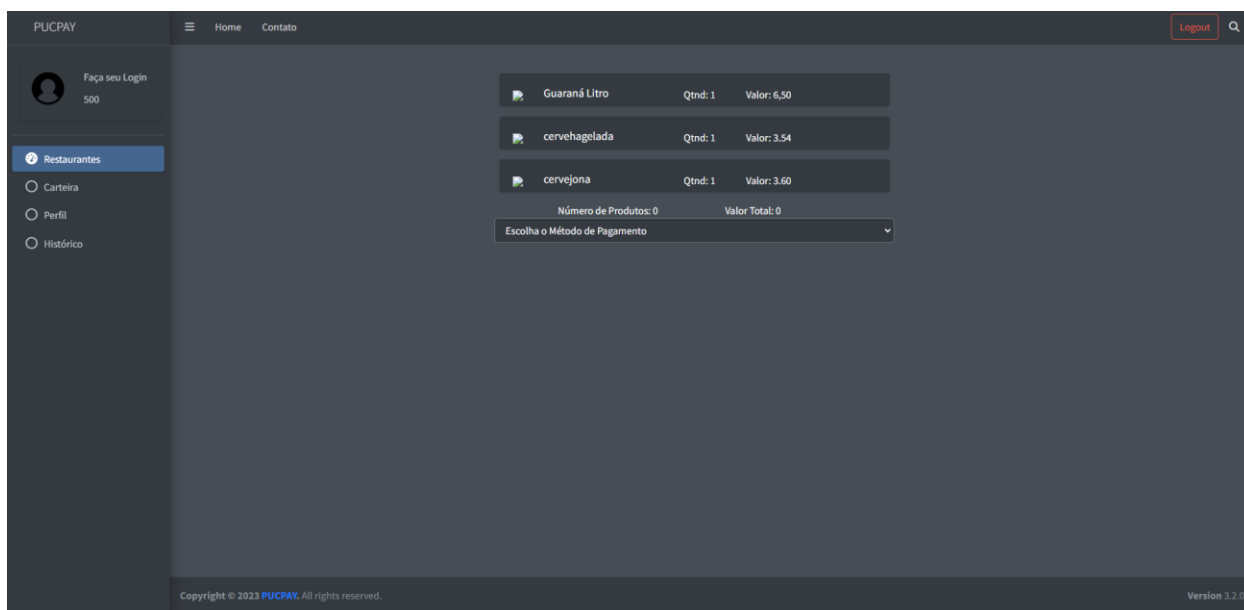 PUCPAY
Home Contato
Logout
Faça seu Login
500
Restaurantes
Carteira
Perfil
Histórico
Guaraná Litro Qtnd: 1 Valor: 6,50
cervehagelada Qtnd: 1 Valor: 3.54
cervejona Qtnd: 1 Valor: 3.60
Número de Produtos: 0 Valor Total: 0
Escolha o Método de Pagamento
Copyright © 2023 PUCPAY. All rights reserved.
Version 3.2.0